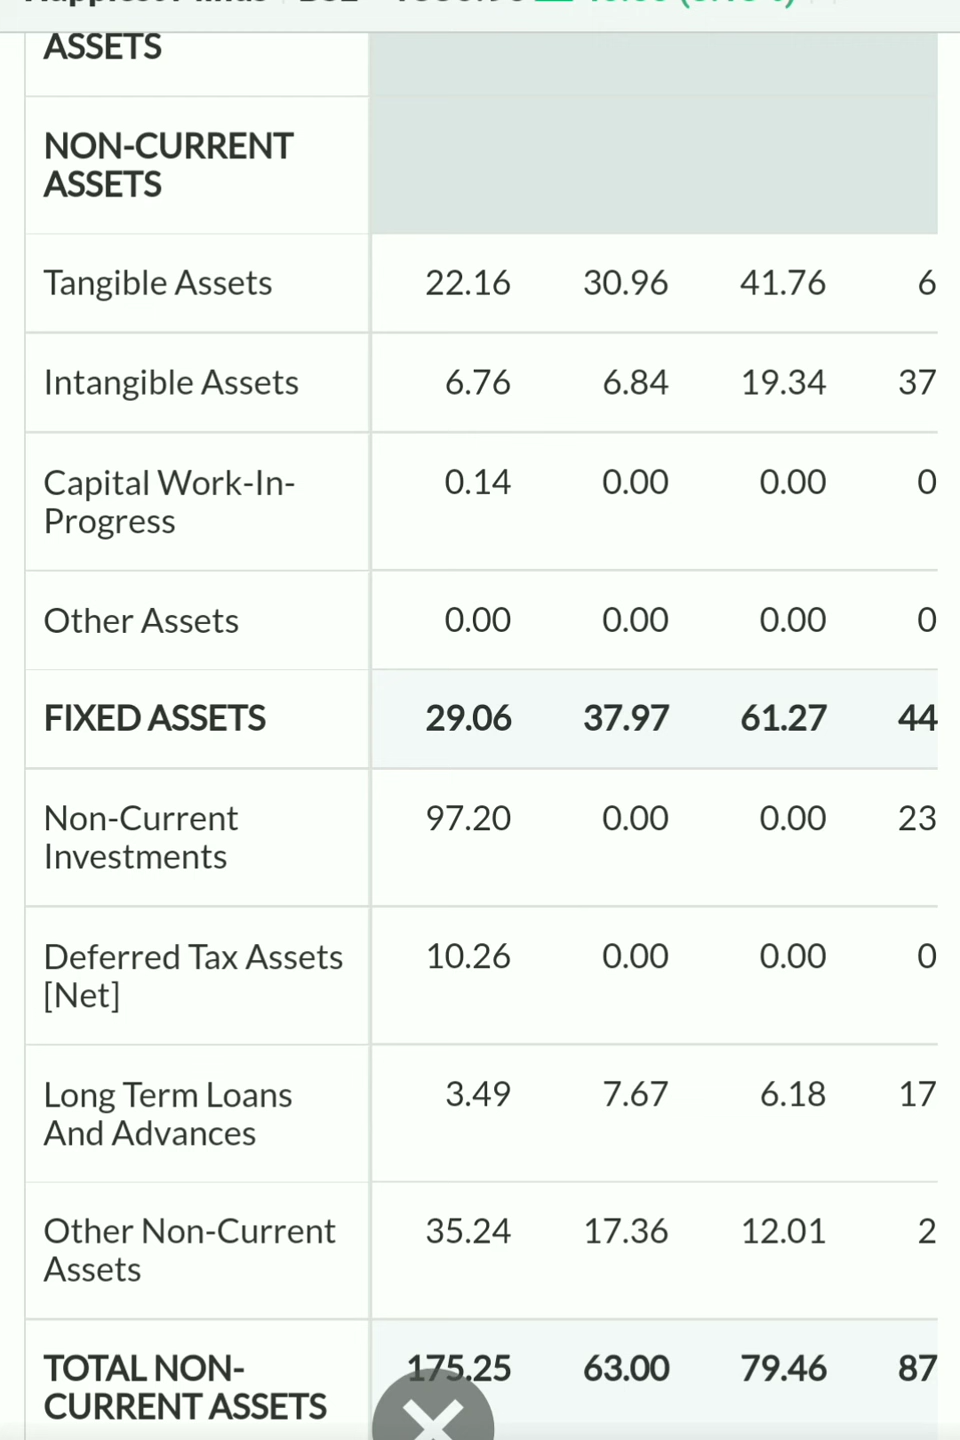 ASSETS
NON-CURRENT
ASSETS
Tangible Assets 22.16 30.96 41.76 6
Intangible Assets 6.76 6.84 19.34 37
Capital Work-In- 0.14 0.00 0.00 0
Progress
Other Assets 0.00 0.00 0.00 0
FIXED ASSETS 29.06 37.97 61.27 44
Non-Current 97.20 0.00 0.00 23
Investments
Deferred Tax Assets 10.26 0.00 0.00 0
[Net]
Long Term Loans 3.49 7.67 6.18 17
And Advances
Other Non-Current 35.24 17.36 12.01 2
Assets
TOTAL NON- 175.25 63.00 79.46 87
CURRENT ASSETS